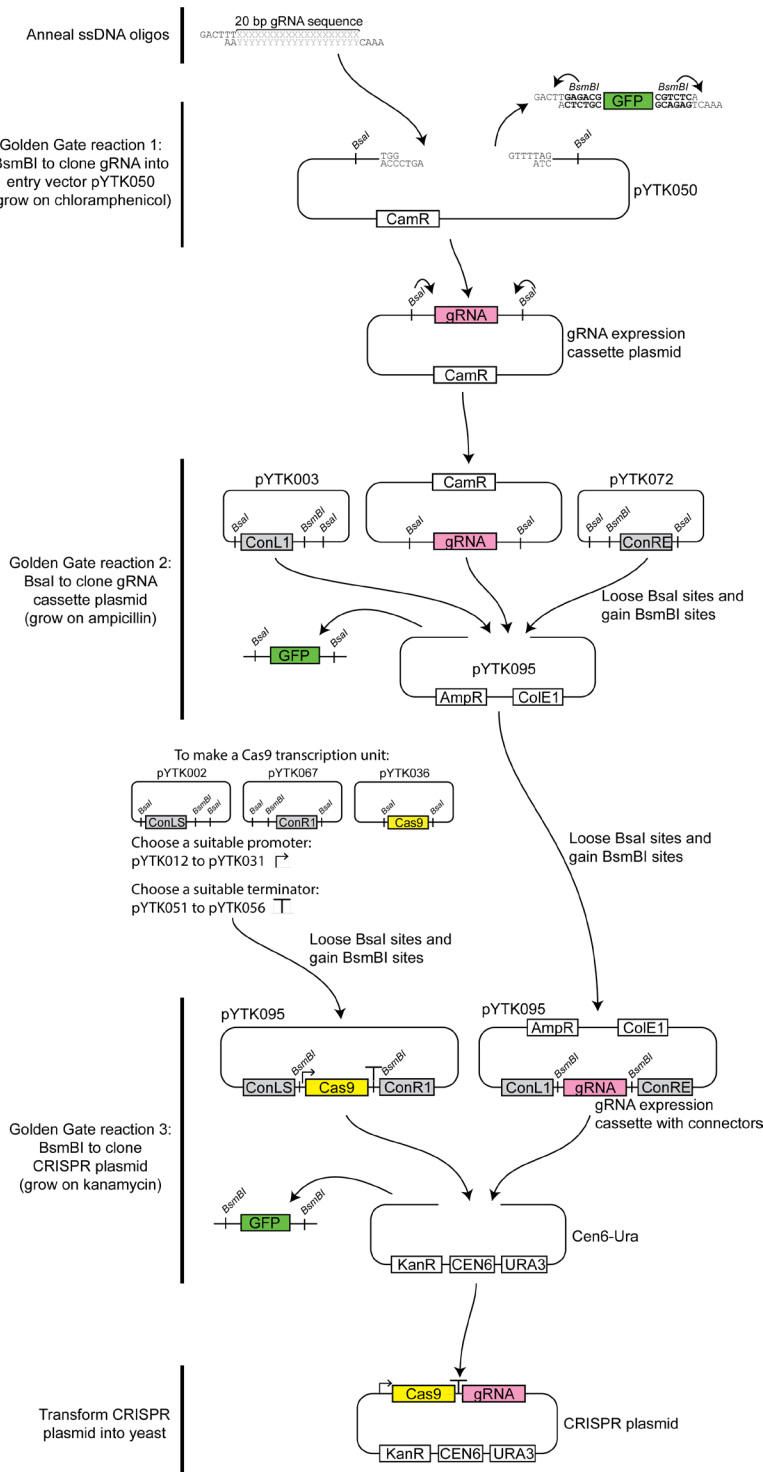 Anneal ssDNA oligos
20 bp gRNA sequence
GACTTTXXXXXXXXXXXXXXXXXXXX
AAYYYYYYYYYYYYYYYYYYYYCAAA
BsmBI
BsmBI
GACTTGAGACG
GFP
CGTCTCA
ACTCTGC
GCAGAGTCAAA
Golden Gate reaction 1:
BsmBI to clone gRNA into
entry vector pYTK050
(grow on chloramphenicol)
BsaI
TGG
ACCCTGA
GTTTTAG
ATC
BsaI
pYTK050
CamR
BsaI
gRNA
BsaI
gRNA expression
cassette plasmid
CamR
Golden Gate reaction 2:
BsaI to clone gRNA
cassette plasmid
(grow on ampicillin)
pYTK003
BsaI
ConL1
BsmBI
BsaI
CamR
BsaI
gRNA
BsaI
pYTK072
BsaI
BsmBI
ConRE
BsaI
Loose BsaI sites and
gain BsmBI sites
BsaI
GFP
BsaI
pYTK095
AmpR
ColE1
To make a Cas9 transcription unit:
pYTK002
BsaI
ConLS
BsmBI
BsaI
pYTK067
BsaI
BsmBI
ConR1
BsaI
pYTK036
BsaI
Cas9
BsaI
Choose a suitable promoter:
pYTK012 to pYTK031
Choose a suitable terminator:
pYTK051 to pYTK056
Loose BsaI sites and
gain BsmBI sites
Loose BsaI sites and
gain BsmBI sites
Golden Gate reaction 3:
BsmBI to clone
CRISPR plasmid
(grow on kanamycin)
pYTK095
ConLS
BsmBI
Cas9
BsmBI
ConR1
pYTK095
AmpR
ColE1
ConL1
BsmBI
gRNA
BsmBI
ConRE
gRNA expression
cassette with connectors
BsmBI
GFP
BsmBI
Cen6-Ura
KanR
CEN6
URA3
Transform CRISPR
plasmid into yeast
Cas9
gRNA
CRISPR plasmid
KanR
CEN6
URA3